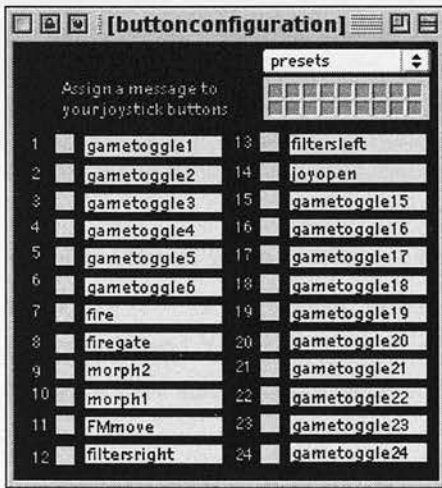 [buttonconfiguration]
presets
Assign a message to
your joystick buttons
1 gametoggle1
2 gametoggle2
3 gametoggle3
4 gametoggle4
5 gametoggle5
6 gametoggle6
7 fire
8 firegate
9 morph2
10 morph1
11 FMmove
12 filtersright
13 filtersleft
14 joyopen
15 gametoggle15
16 gametoggle16
17 gametoggle17
18 gametoggle18
19 gametoggle19
20 gametoggle20
21 gametoggle21
22 gametoggle22
23 gametoggle23
24 gametoggle24